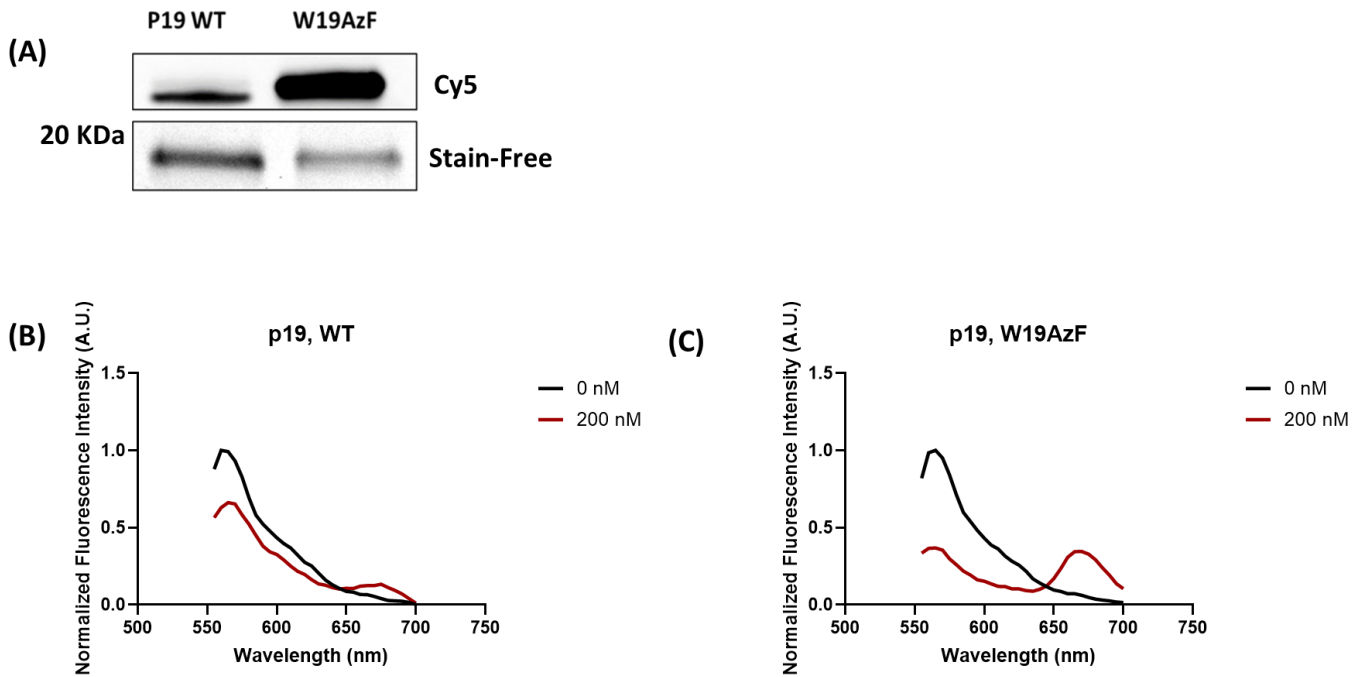 P19 WT W19AzF
(A)
Cy5
20 KDa
Stain-Free
(B)
p19, WT
Normalized Fluorescence Intensity (A.U.)
1.5
1.0
0.5
0.0
500 550 600 650 700 750
Wavelength (nm)
0 nM
200 nM
(C)
p19, W19AzF
Normalized Fluorescence Intensity (A.U.)
1.5
1.0
0.5
0.0
500 550 600 650 700 750
Wavelength (nm)
0 nM
200 nM